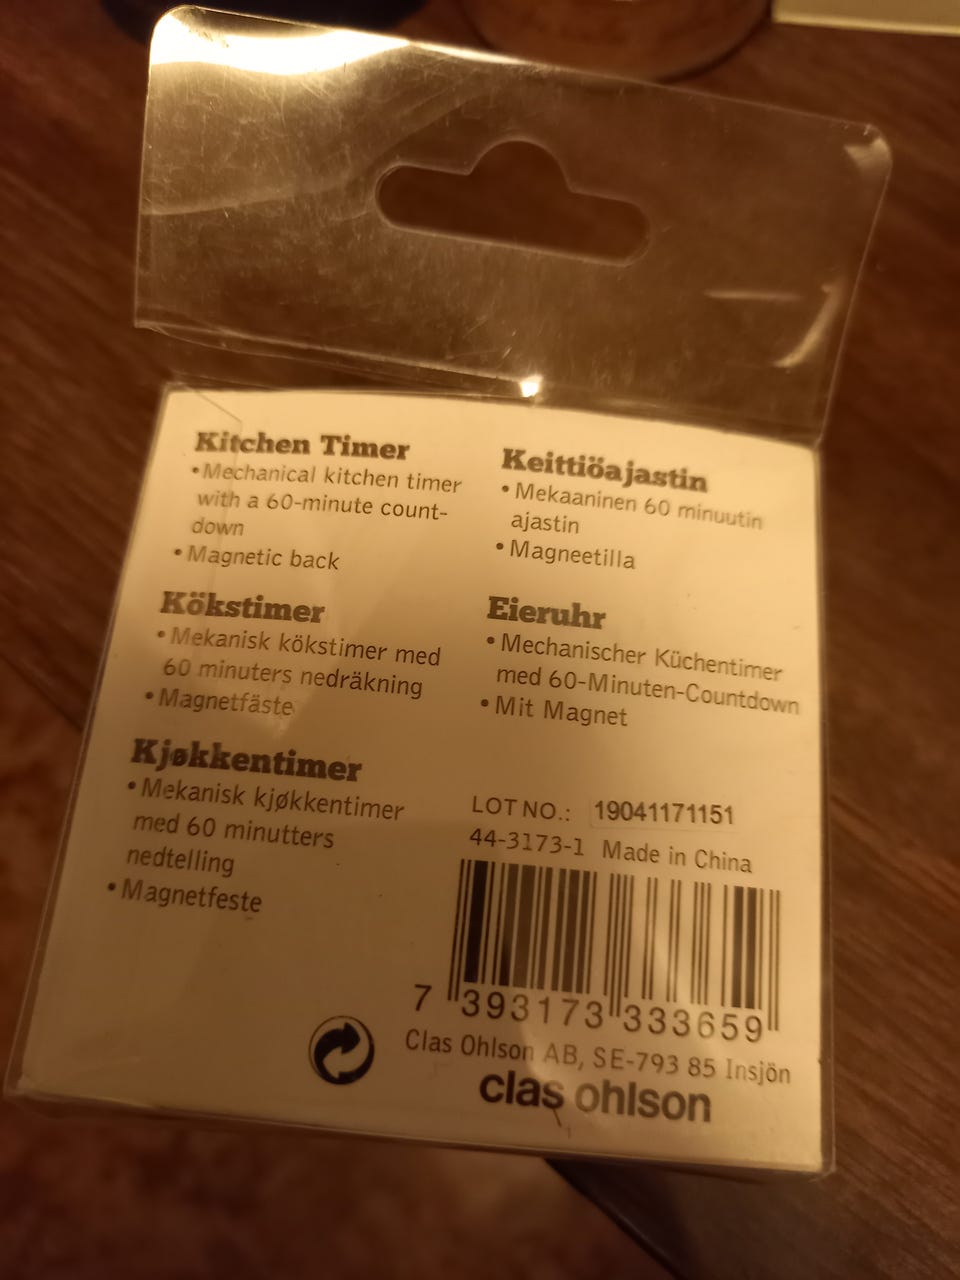 Kitchen Timer
• Mechanical kitchen timer
with a 60-minute count-
down
• Magnetic back
Kökstimer
• Mekanisk kökstimer med
60 minuters nedräkning
• Magnetfäste
Kjøkkentimer
• Mekanisk kjøkkentimer
med 60 minutters
nedtelling
• Magnetfeste
Keittiöajastin
• Mekaaninen 60 minuutin
ajastin
• Magneetilla
Eieruhr
• Mechanischer Küchentimer
med 60-Minuten-Countdown
• Mit Magnet
LOT NO.: 19041171151
44-3173-1 Made in China
7 393173 333659
Clas Ohlson AB, SE-793 85 Insjön
clas ohlson